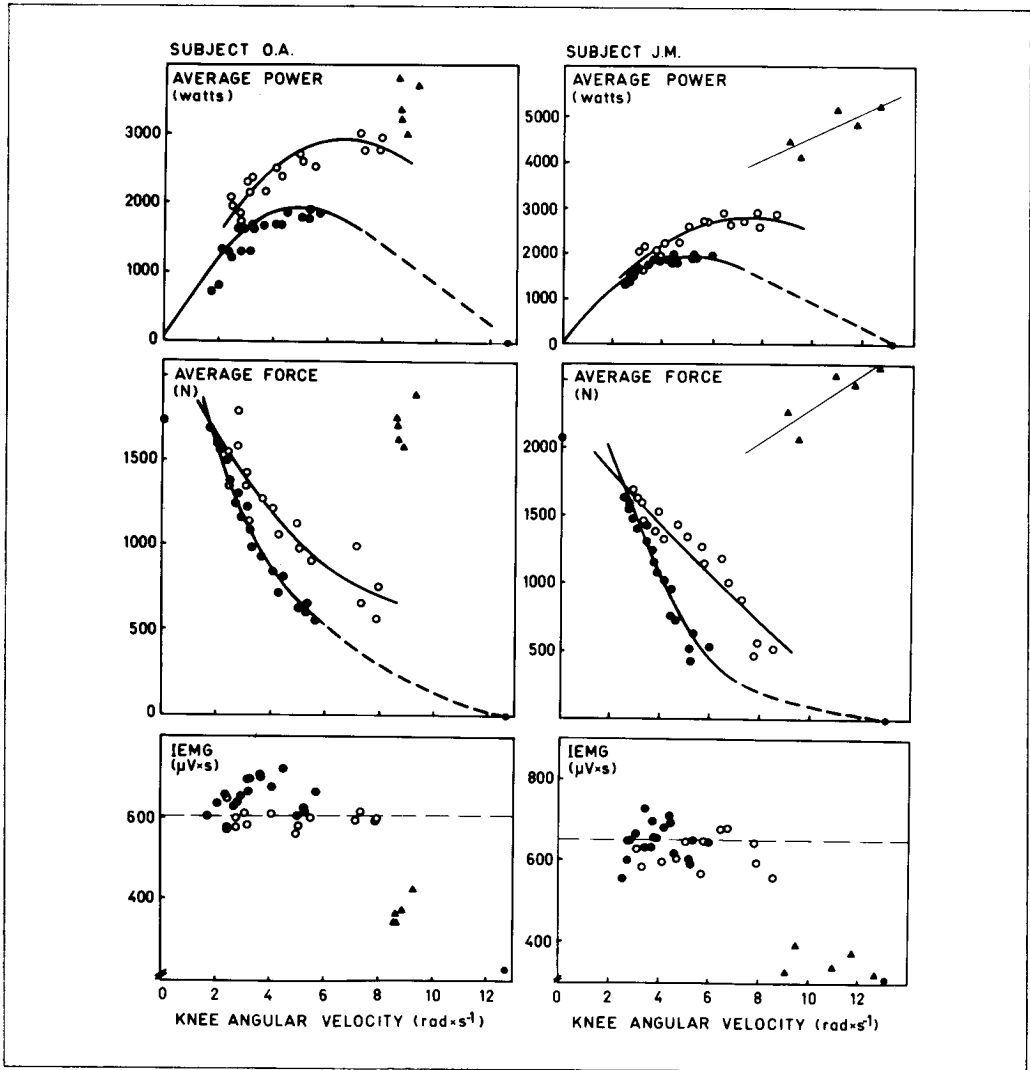 SUBJECT O.A.
AVERAGE POWER
(watts)
3000
2000
1000
0
AVERAGE FORCE
(N)
1500
1000
500
0
IEMG
(µV×s)
600
400
0 2 4 6 8 10 12
KNEE ANGULAR VELOCITY (rad×s⁻¹)
SUBJECT J.M.
AVERAGE POWER
(watts)
5000
4000
3000
2000
1000
0
AVERAGE FORCE
(N)
2000
1500
1000
500
IEMG
(µV×s)
800
600
400
0 2 4 6 8 10 12
KNEE ANGULAR VELOCITY (rad×s⁻¹)